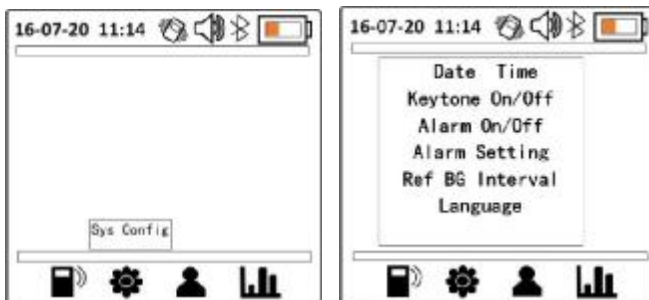 16-07-20 11:14
Sys Config
16-07-20 11:14
Date Time
Keytone On/Off
Alarm On/Off
Alarm Setting
Ref BG Interval
Language